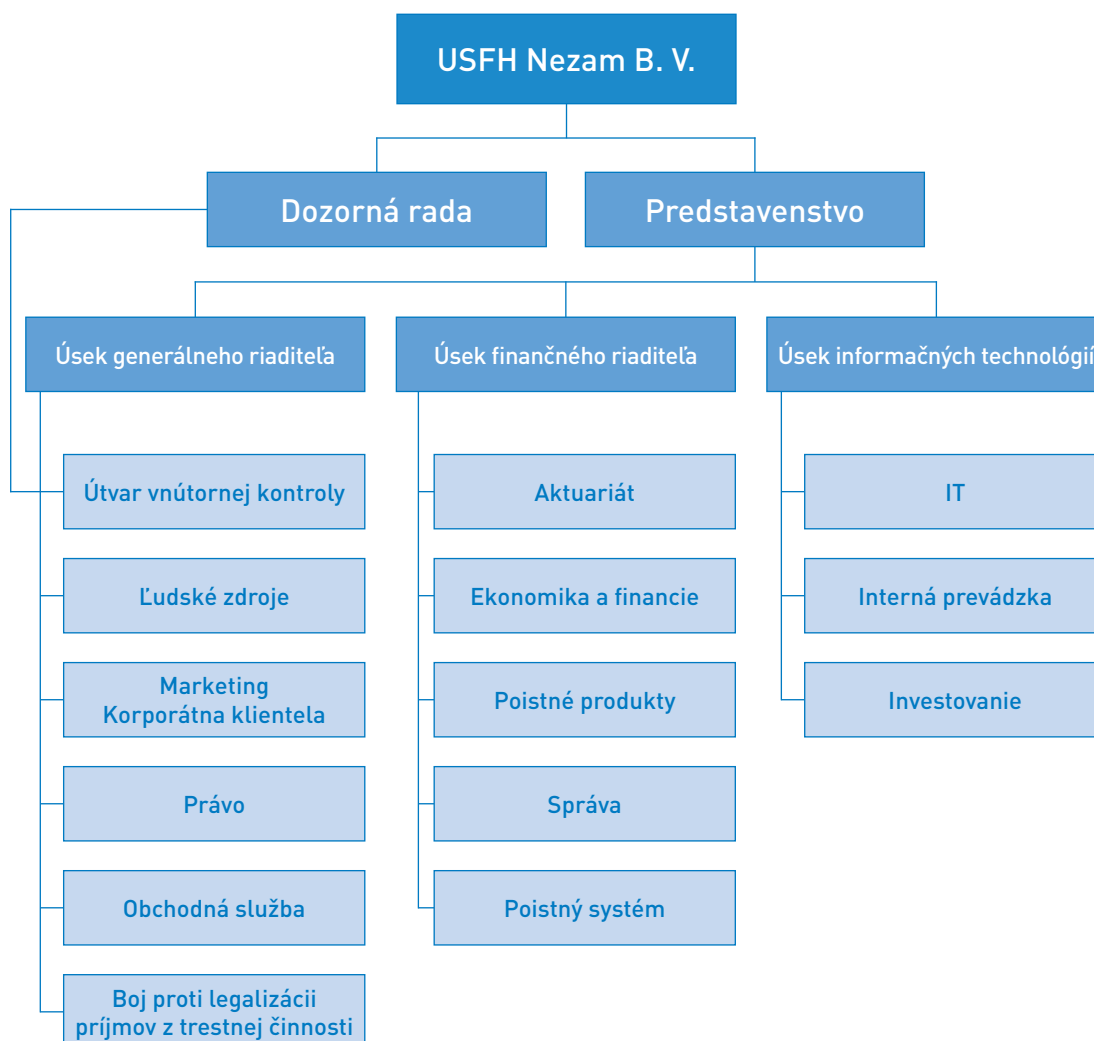 USFH Nezam B. V.
Dozorná rada
Predstavenstvo
Úsek generálneho riaditeľa
Úsek finančného riaditeľa
Úsek informačných technológií
Útvar vnútornej kontroly
Ľudské zdroje
Marketing
Korporátna klientela
Právo
Obchodná služba
Boj proti legalizácii
príjmov z trestnej činnosti
Aktuariát
Ekonomika a financie
Poistné produkty
Správa
Poistný systém
IT
Interná prevádzka
Investovanie